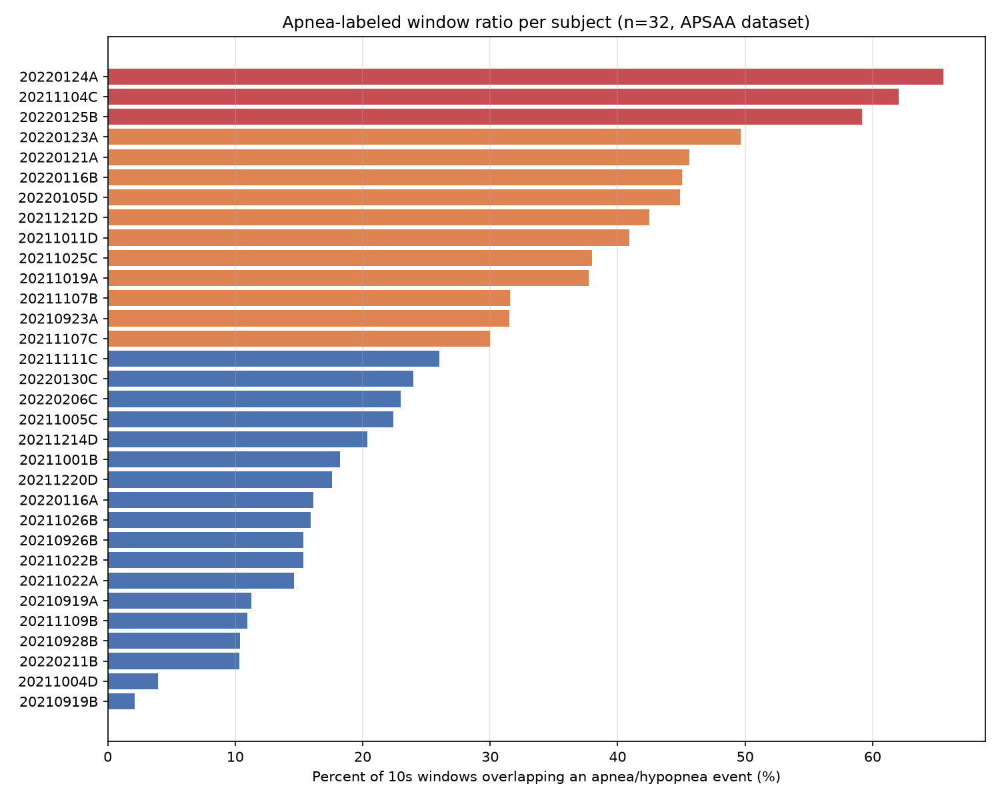 Apnea-labeled window ratio per subject (n=32, APSAA dataset)
20220124A
20211104C
20220125B
20220123A
20220121A
20220116B
20220105D
20211212D
20211011D
20211025C
20211019A
20211107B
20210923A
20211107C
20211111C
20220130C
20220206C
20211005C
20211214D
20211001B
20211220D
20220116A
20211026B
20210926B
20211022B
20211022A
20210919A
20211109B
20210928B
20220211B
20211004D
20210919B
0 10 20 30 40 50 60
Percent of 10s windows overlapping an apnea/hypopnea event (%)